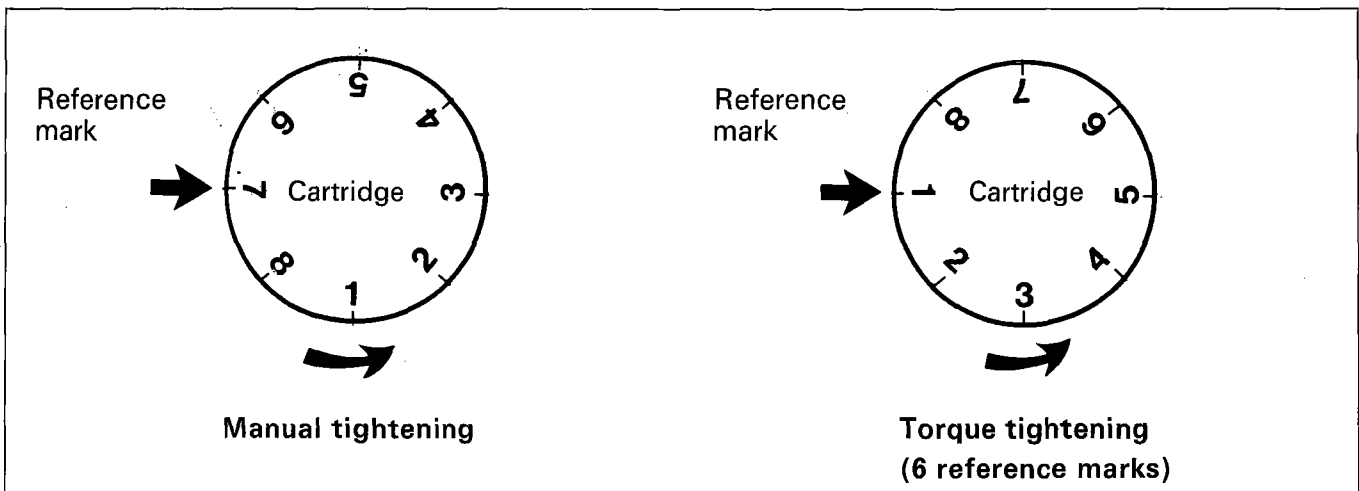 Reference
mark
5
6 4
7 Cartridge 3
8 2
1
Manual tightening
Reference
mark
7
8 6
1 Cartridge 5
2 4
3
Torque tightening
(6 reference marks)